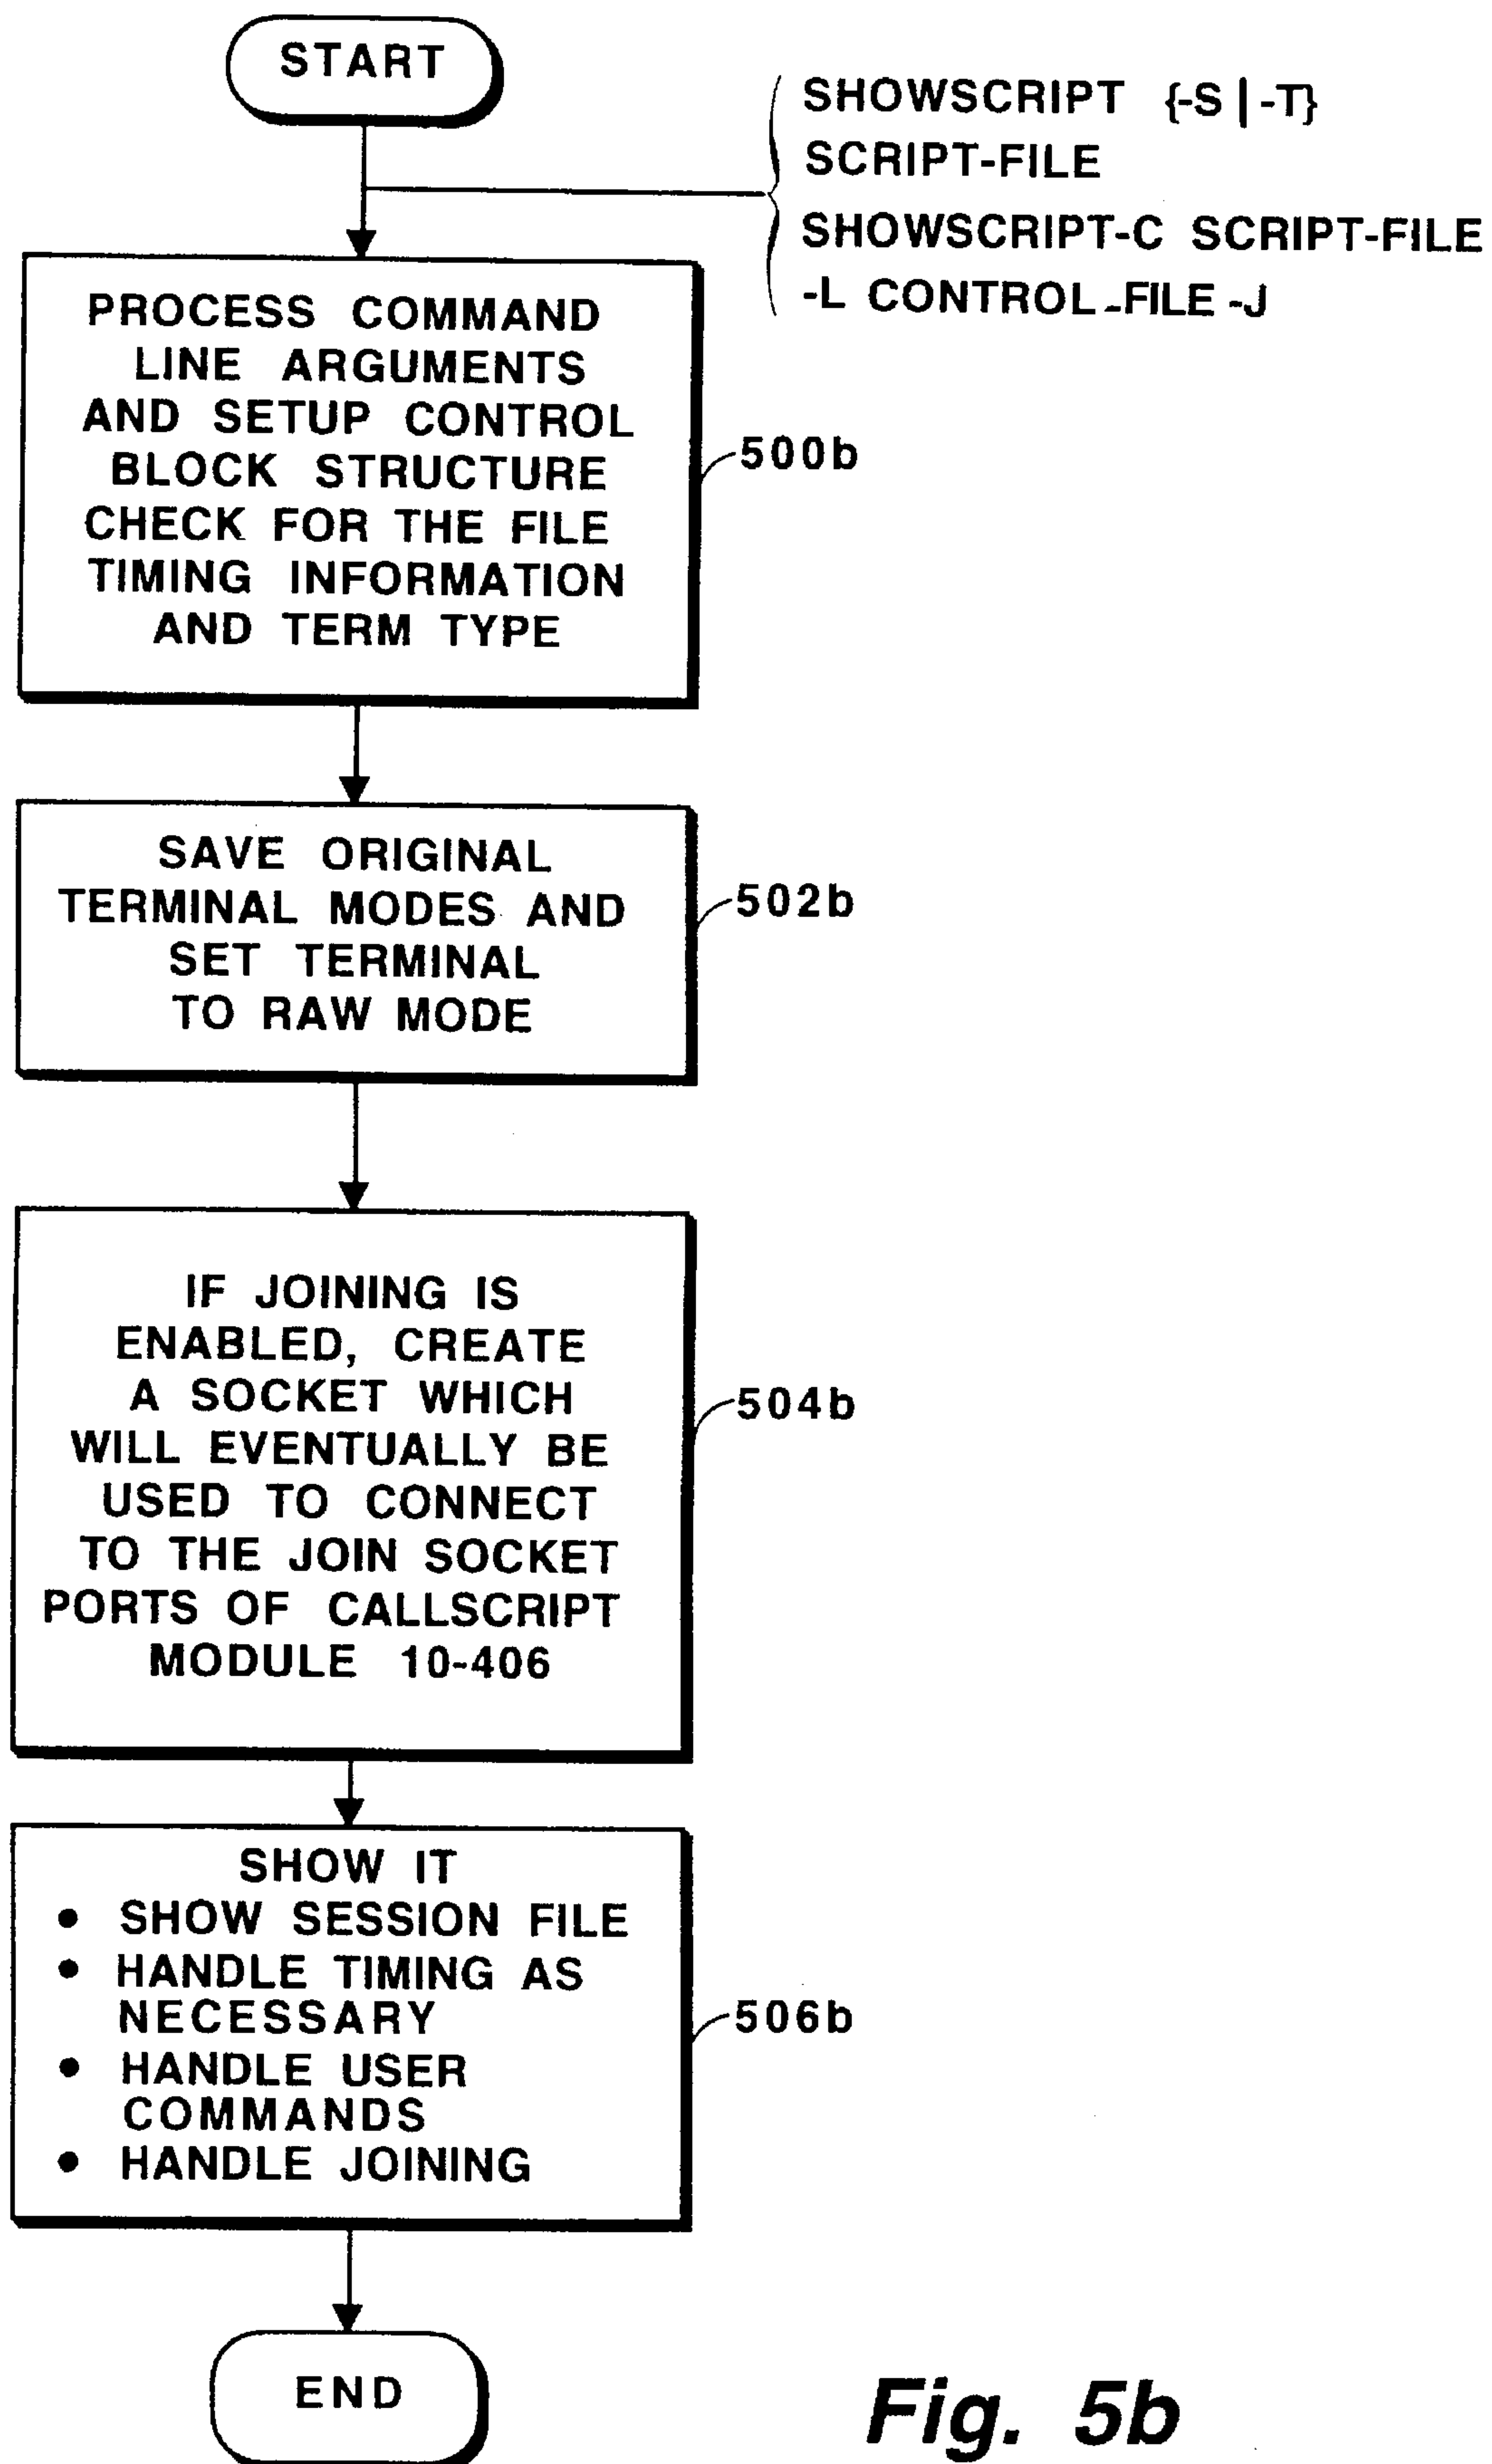 START
SHOWSCRIPT {-S | -T}
SCRIPT-FILE
SHOWSCRIPT-C SCRIPT-FILE
-L CONTROL-FILE -J
PROCESS COMMAND
LINE ARGUMENTS
AND SETUP CONTROL
BLOCK STRUCTURE
CHECK FOR THE FILE
TIMING INFORMATION
AND TERM TYPE
500b
SAVE ORIGINAL
TERMINAL MODES AND
SET TERMINAL
TO RAW MODE
502b
IF JOINING IS
ENABLED, CREATE
A SOCKET WHICH
WILL EVENTUALLY BE
USED TO CONNECT
TO THE JOIN SOCKET
PORTS OF CALLSCRIPT
MODULE 10-406
504b
SHOW IT
• SHOW SESSION FILE
• HANDLE TIMING AS
NECESSARY
• HANDLE USER
COMMANDS
• HANDLE JOINING
506b
END
Fig. 5b